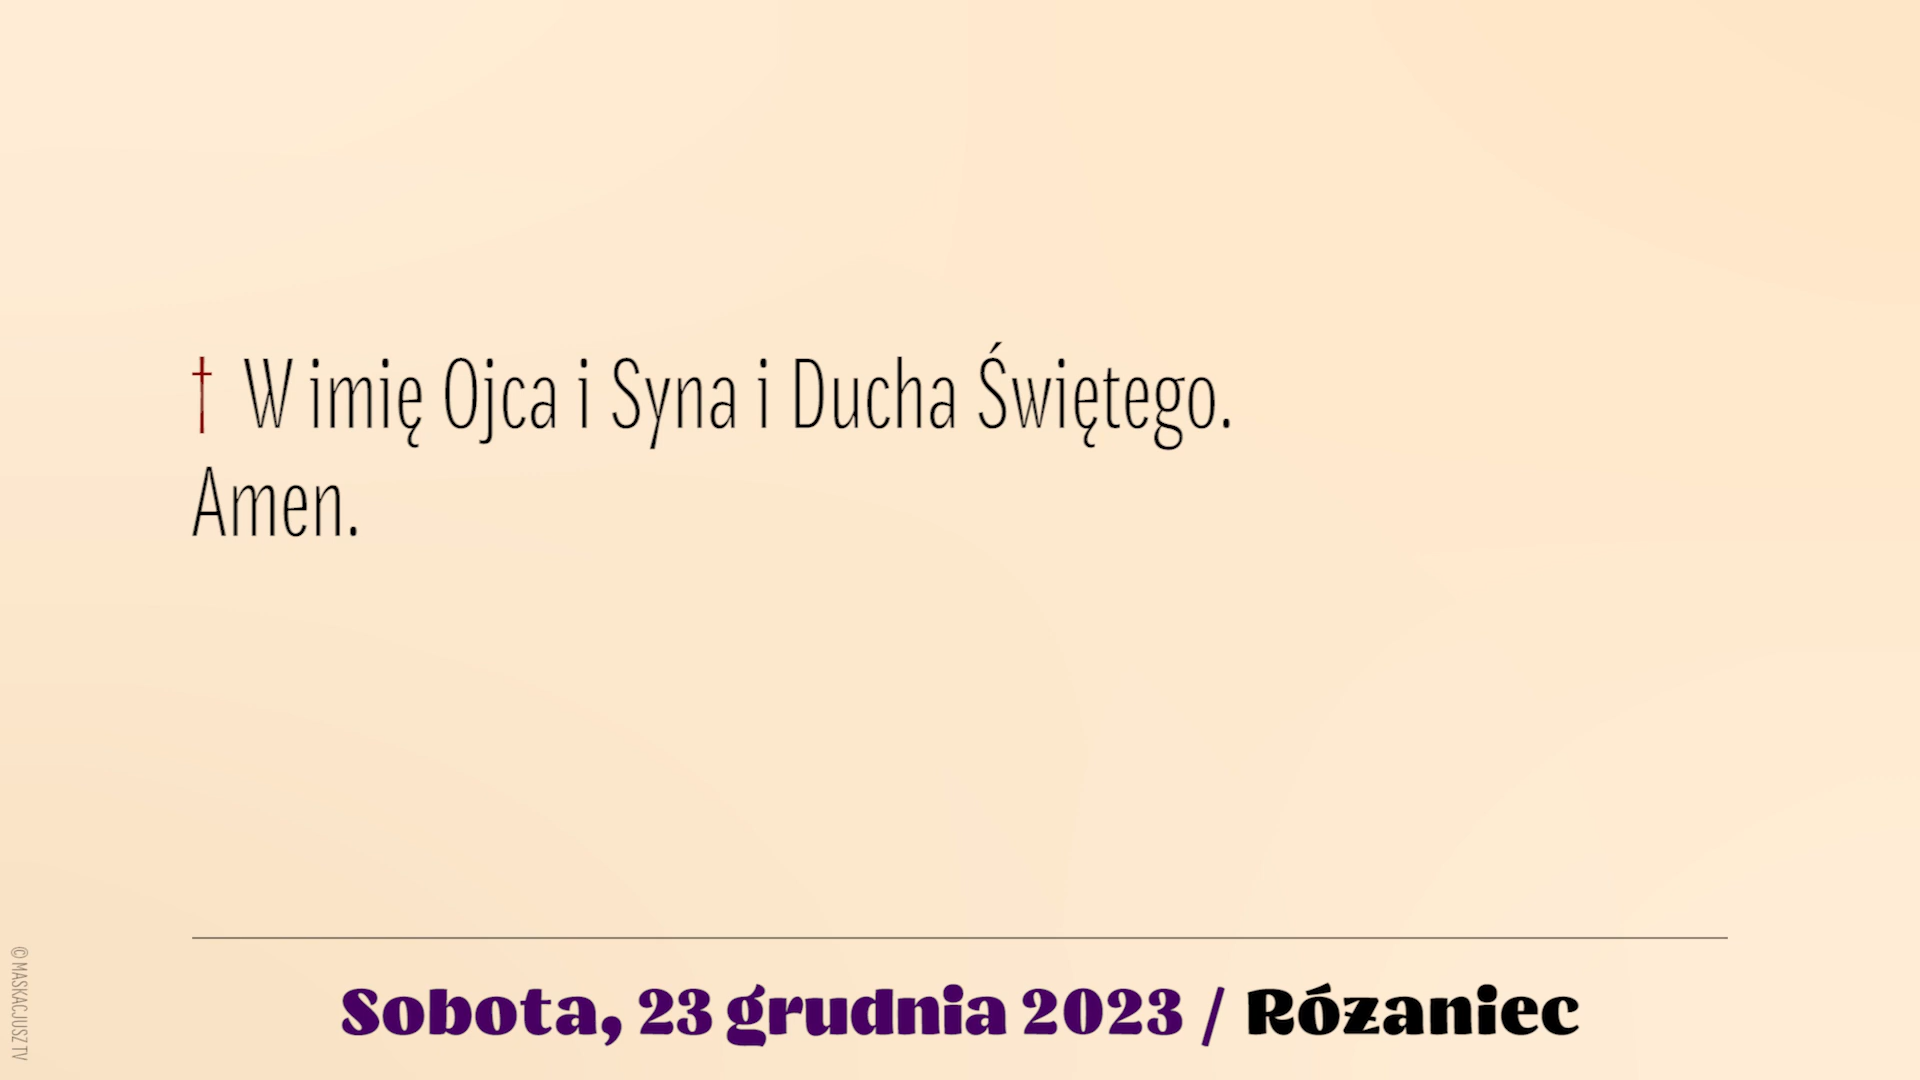 † W imię Ojca i Syna i Ducha Świętego.
Amen.
Sobota, 23 grudnia 2023 / Różaniec
© MASKACJUSZ TV